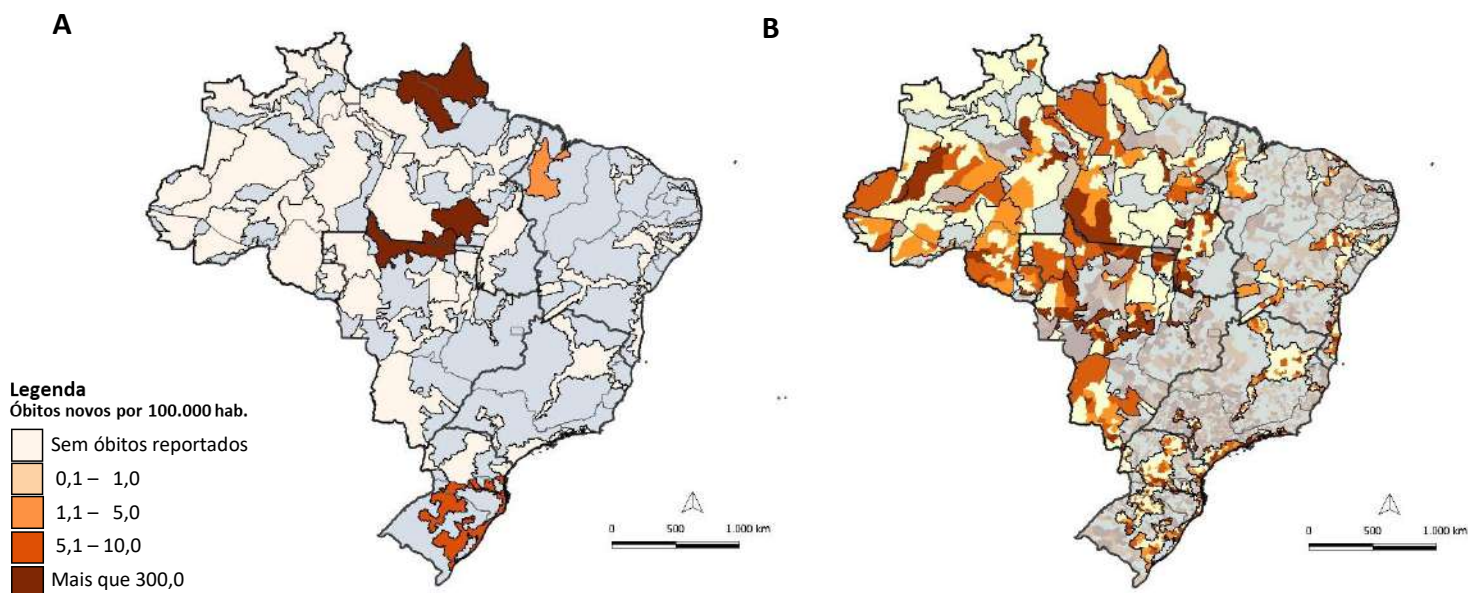 A
B
Legenda
Óbitos novos por 100.000 hab.
Sem óbitos reportados
0,1 – 1,0
1,1 – 5,0
5,1 – 10,0
Mais que 300,0
0 500 1.000 km
0 500 1.000 km